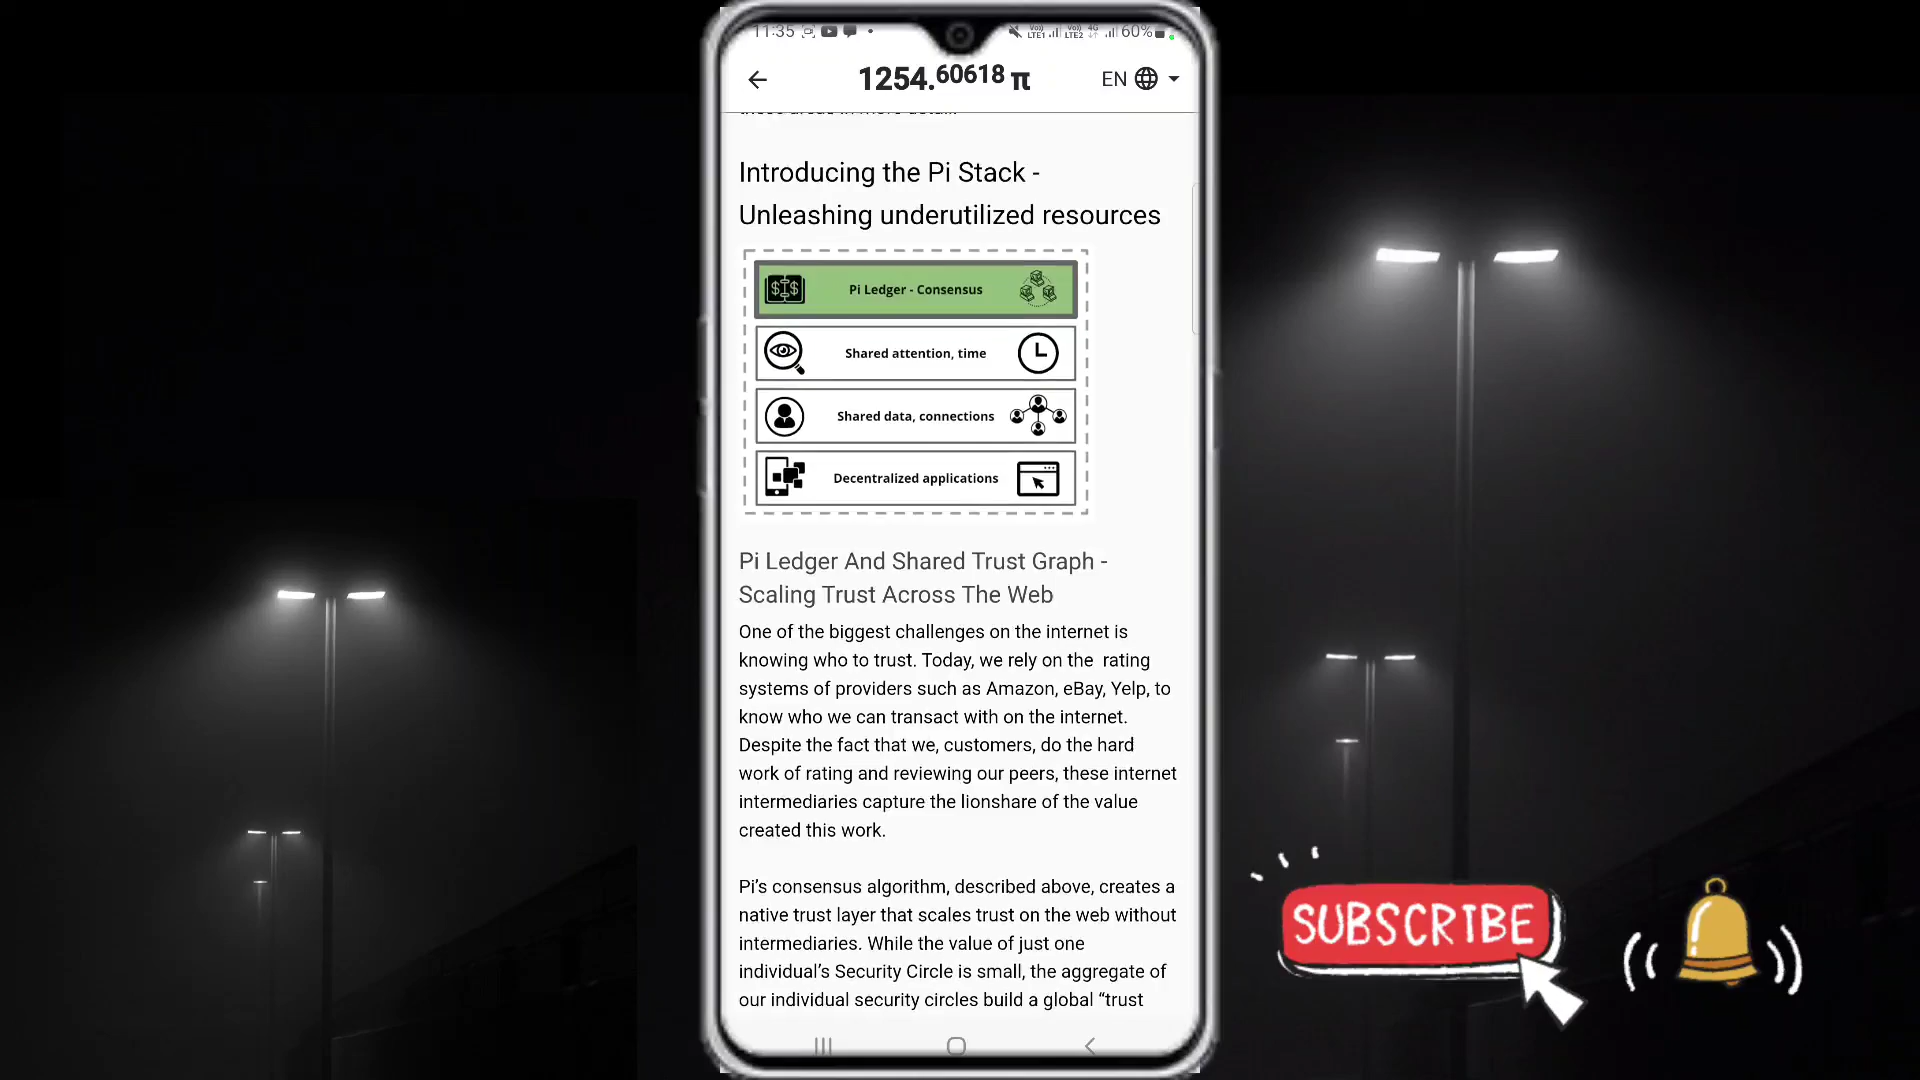 11:35
LTE1 LTE2 4G 60%
1254.60618 π
EN
Introducing the Pi Stack -
Unleashing underutilized resources
Pi Ledger - Consensus
Shared attention, time
Shared data, connections
Decentralized applications
Pi Ledger And Shared Trust Graph -
Scaling Trust Across The Web
One of the biggest challenges on the internet is
knowing who to trust. Today, we rely on the rating
systems of providers such as Amazon, eBay, Yelp, to
know who we can transact with on the internet.
Despite the fact that we, customers, do the hard
work of rating and reviewing our peers, these internet
intermediaries capture the lionshare of the value
created this work.
Pi’s consensus algorithm, described above, creates a
native trust layer that scales trust on the web without
intermediaries. While the value of just one
individual’s Security Circle is small, the aggregate of
our individual security circles build a global “trust
SUBSCRIBE